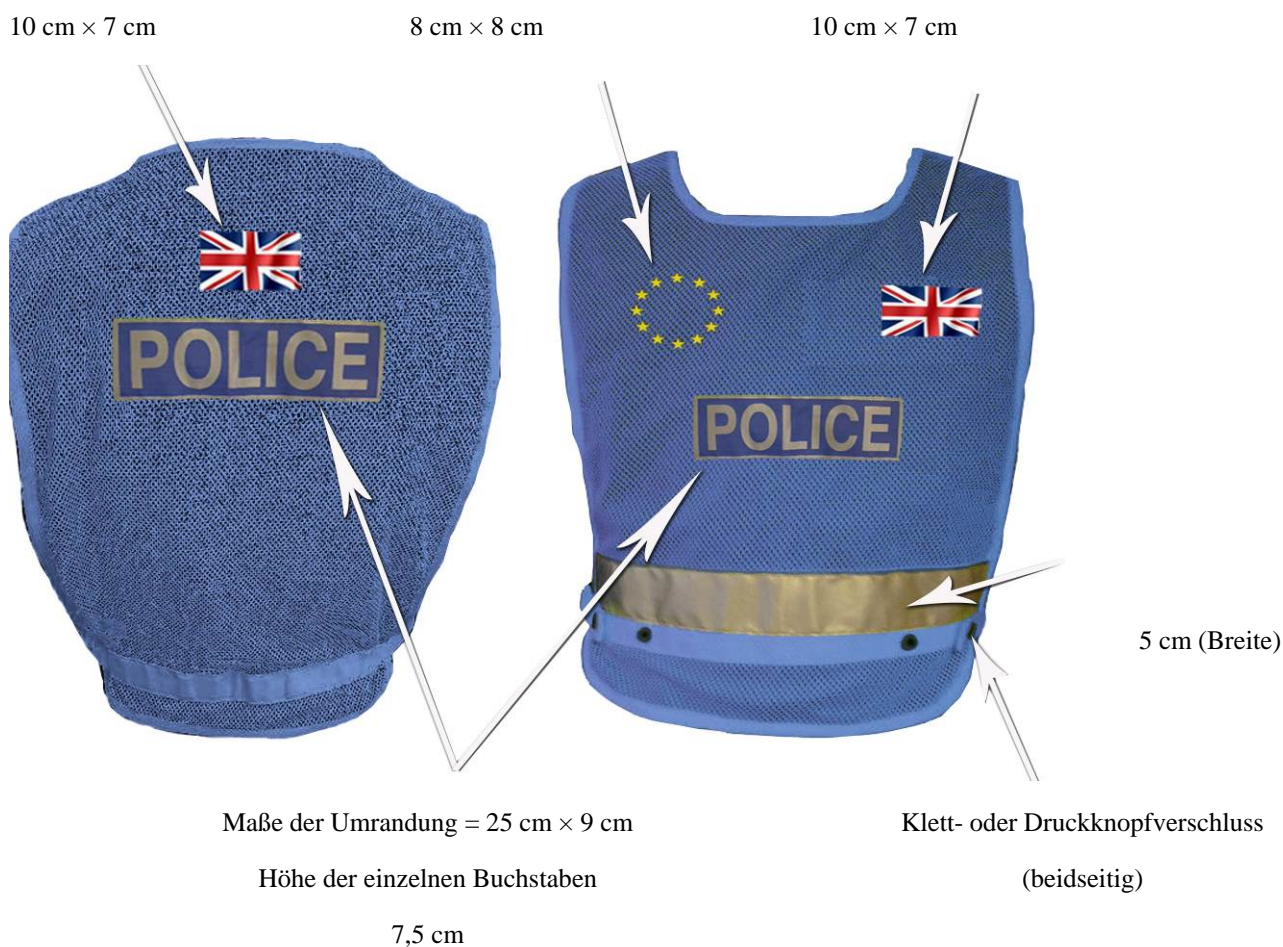 10 cm × 7 cm
8 cm × 8 cm
10 cm × 7 cm
POLICE
POLICE
5 cm (Breite)
Maße der Umrandung = 25 cm × 9 cm
Klett- oder Druckknopfverschluss
Höhe der einzelnen Buchstaben
(beidseitig)
7,5 cm